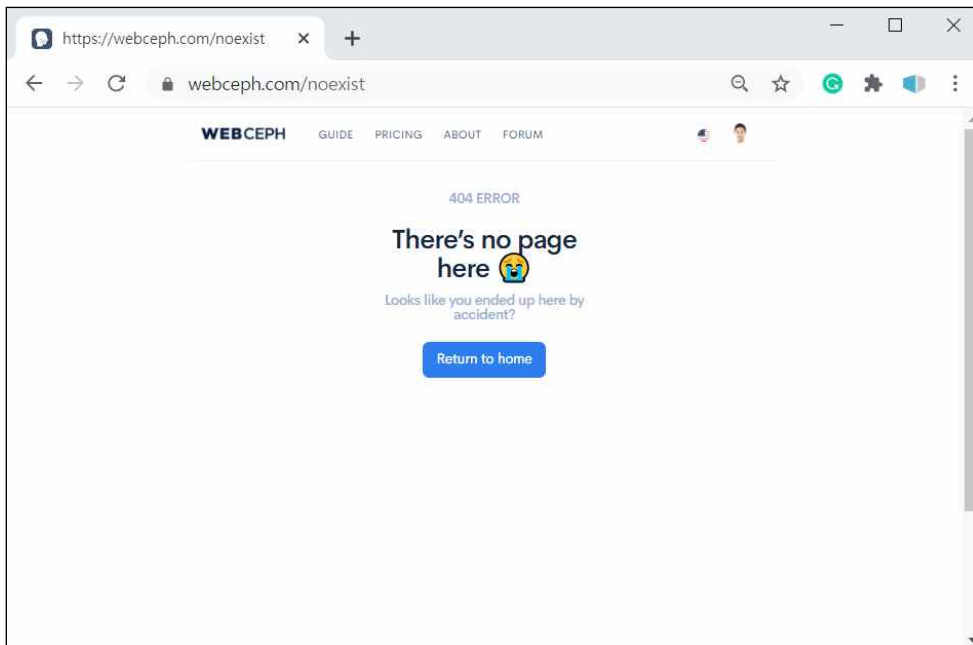 https://webceph.com/noexist
webceph.com/noexist
WEBCEPH GUIDE PRICING ABOUT FORUM
404 ERROR
There's no page
here 😭
Looks like you ended up here by
accident?
Return to home